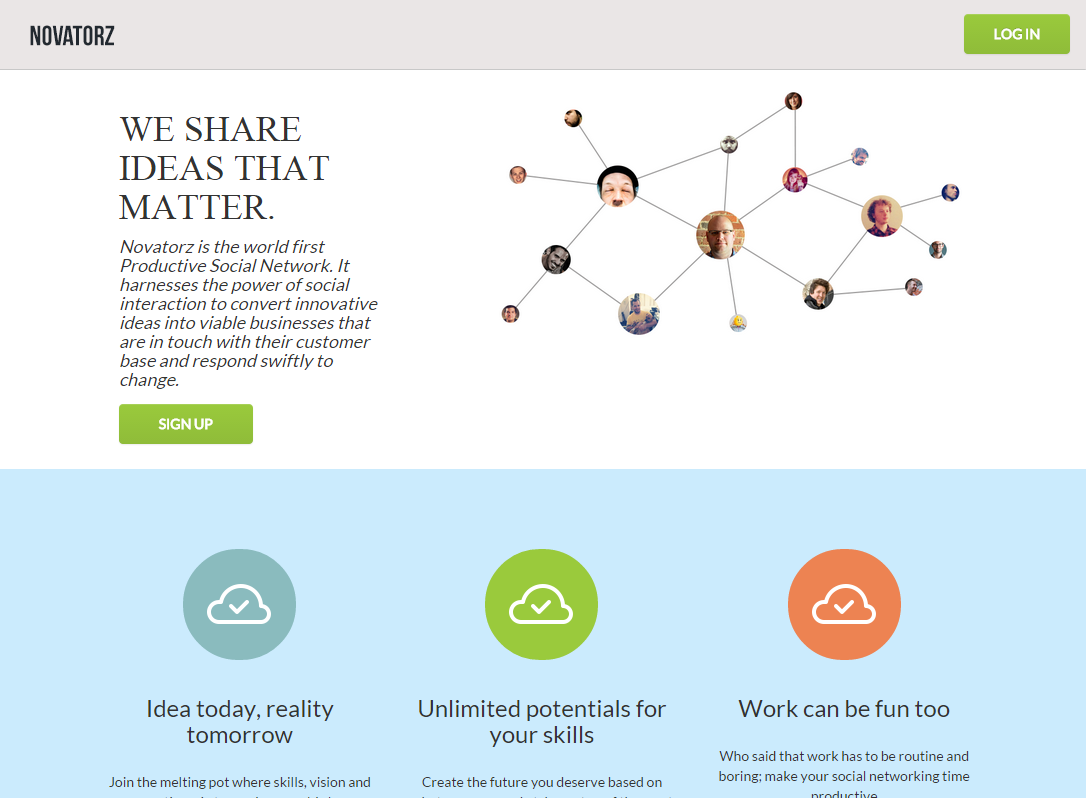 NOVATORZ
LOG IN
WE SHARE
IDEAS THAT
MATTER.
Novatorz is the world first
Productive Social Network. It
harnesses the power of social
interaction to convert innovative
ideas into viable businesses that
are in touch with their customer
base and respond swiftly to
change.
SIGN UP
Idea today, reality
tomorrow
Join the melting pot where skills, vision and
Unlimited potentials for
your skills
Create the future you deserve based on
Work can be fun too
Who said that work has to be routine and
boring; make your social networking time
productive